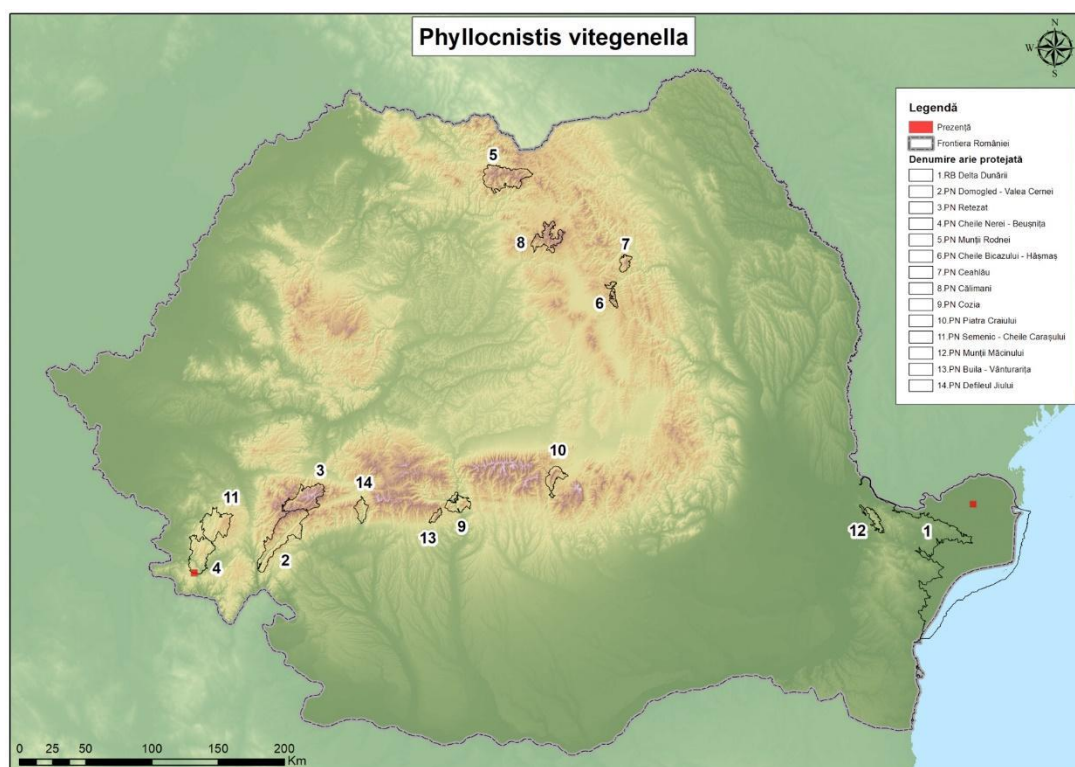 Phyllocnistis vitegenella
N
W
E
S
Legendă
Prezență
Frontiera României
Denumire arie protejată
1.RB Delta Dunării
2.PN Domogled - Valea Cernei
3.PN Retezat
4.PN Cheile Nerei - Beușnița
5.PN Munții Rodnei
6.PN Cheile Bicazului - Hășmaș
7.PN Ceahlău
8.PN Călimani
9.PN Cozia
10.PN Piatra Craiului
11.PN Semenic - Cheile Carașului
12.PN Munții Măcinului
13.PN Buila - Vânturarița
14.PN Defileul Jiului
5
8
7
6
10
3
14
11
9
13
12
1
2
4
0 25 50 100 150 200
Km